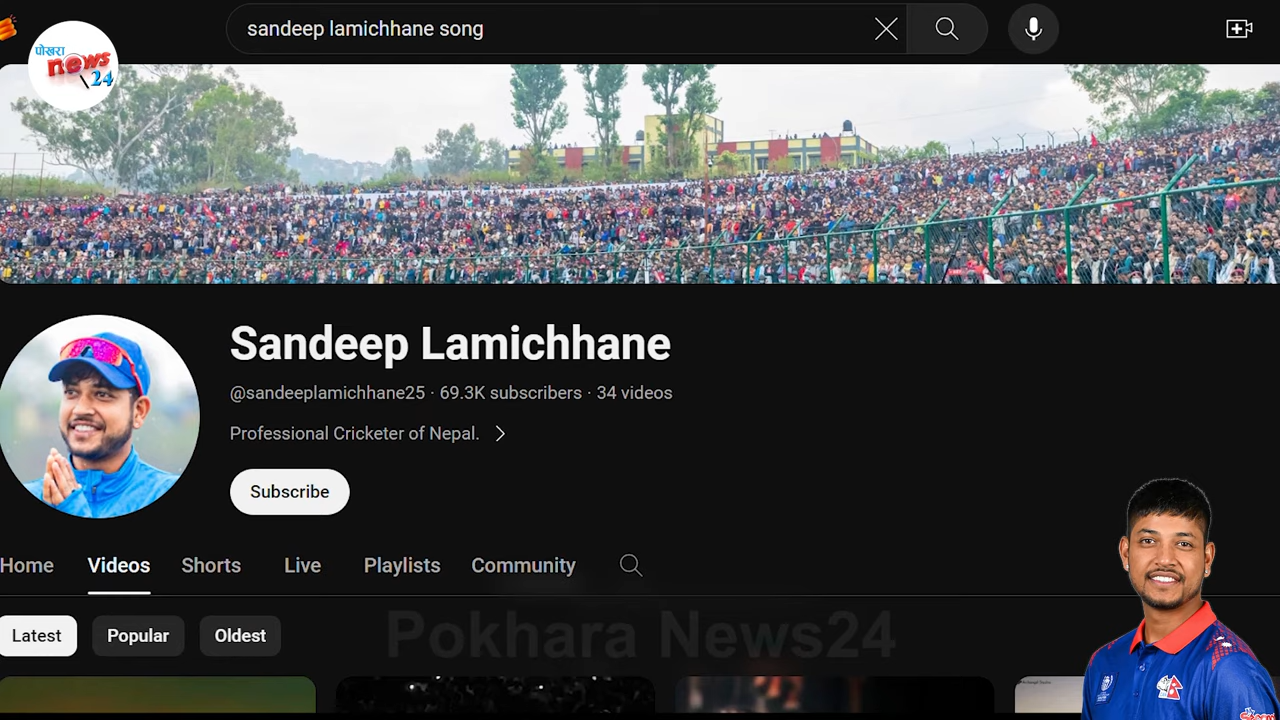 sandeep lamichhane song
पोखरा
news
24
Sandeep Lamichhane
@sandeeplamichhane25 · 69.3K subscribers · 34 videos
Professional Cricketer of Nepal.
Subscribe
Home Videos Shorts Live Playlists Community
Latest Popular Oldest
Pokhara News24